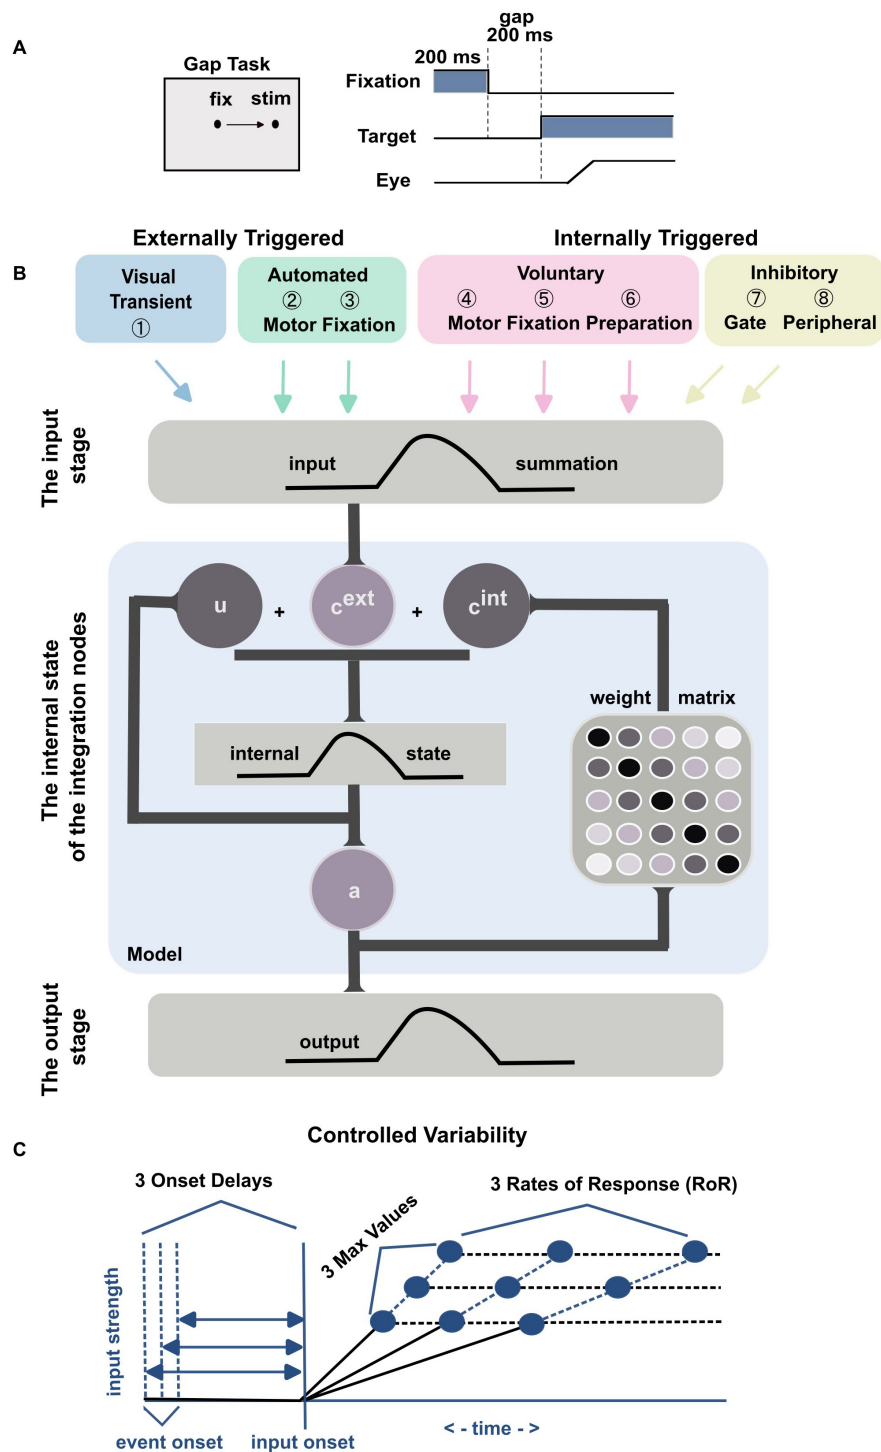 A
Gap Task
fix stim
gap
200 ms
200 ms
Fixation
Target
Eye
B
Externally Triggered
Internally Triggered
Visual
Transient
①
Automated
② ③
Motor Fixation
Voluntary
④ ⑤ ⑥
Motor Fixation Preparation
Inhibitory
⑦ ⑧
Gate Peripheral
The input
stage
input summation
The internal state
of the integration nodes
u + c^ext + c^int
weight matrix
internal state
a
Model
The output
stage
output
C
Controlled Variability
3 Onset Delays
3 Max Values
3 Rates of Response (RoR)
input strength
event onset
input onset
< - time - >